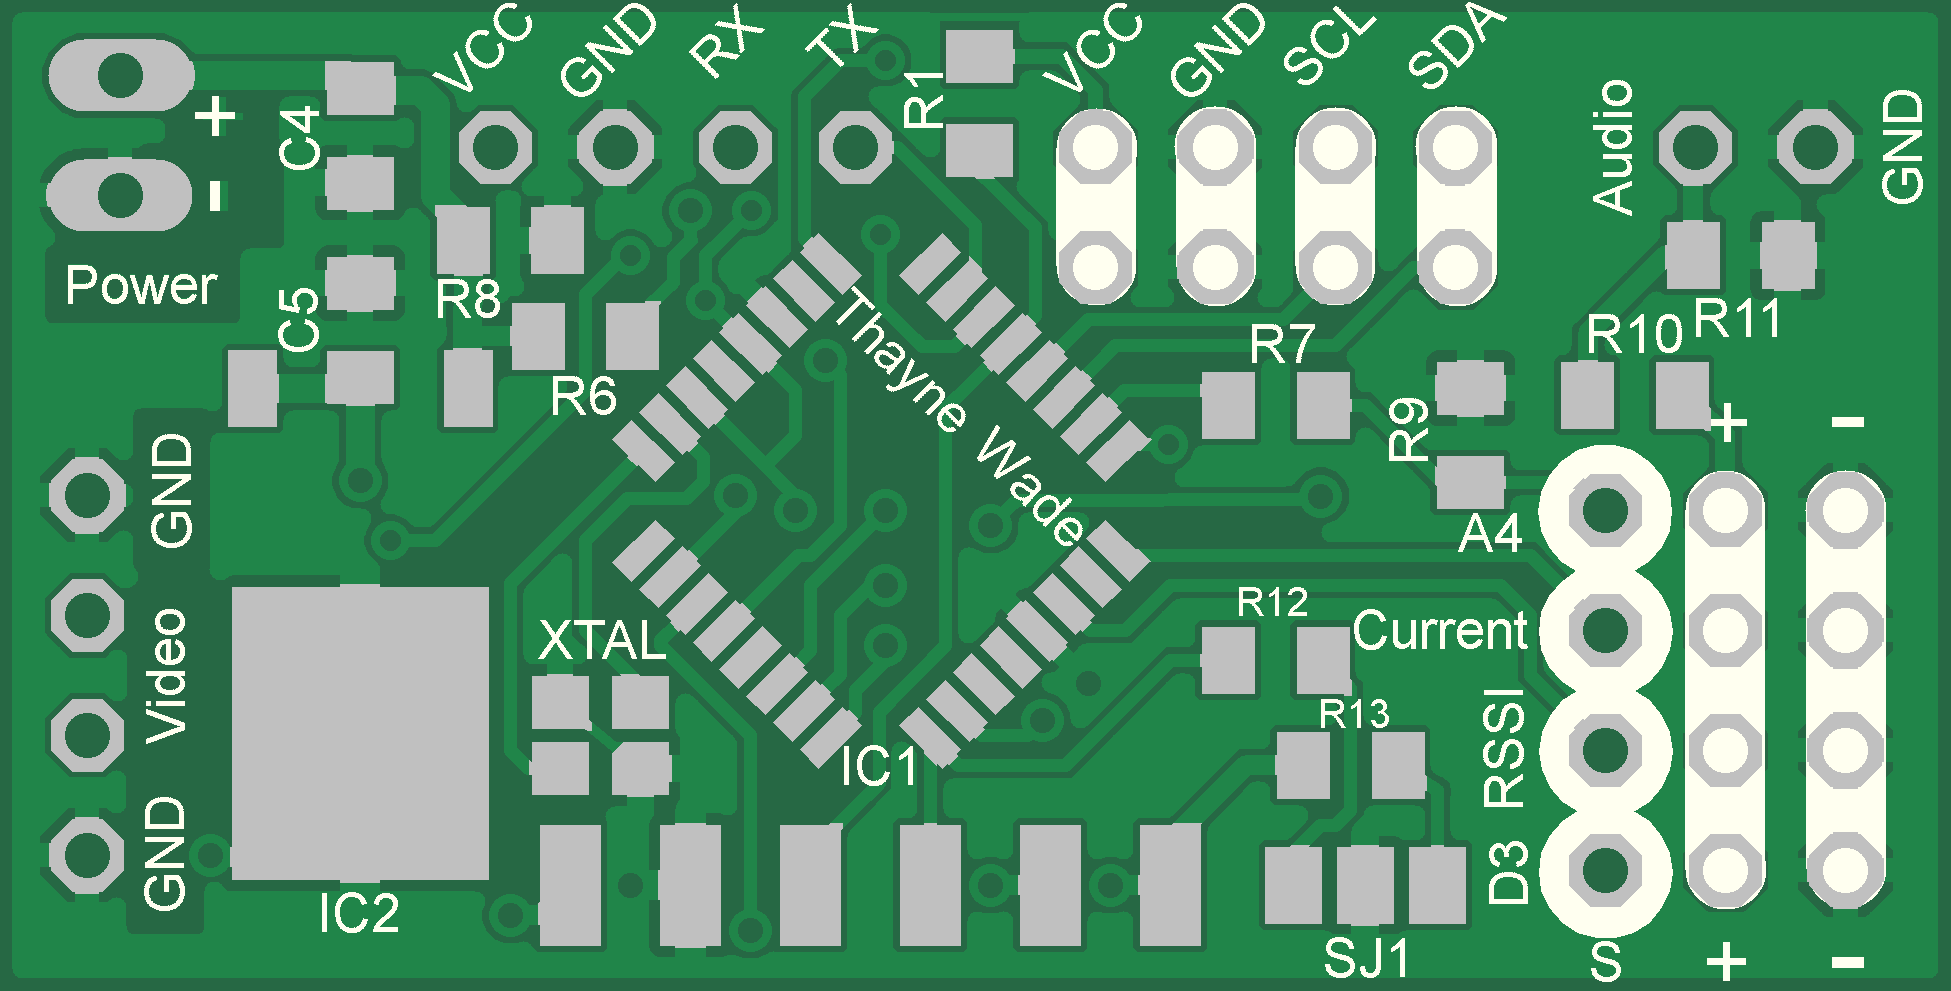 VCC
GND
RX
TX
R1
VCC
GND
SCL
SDA
Audio
GND
+
-
Power
C4
C5
R8
R6
Thayne Wade
R7
R9
R10
R11
+
-
A4
GND
Video
GND
XTAL
IC1
IC2
R12
Current
R13
RSSI
D3
SJ1
S
+
-